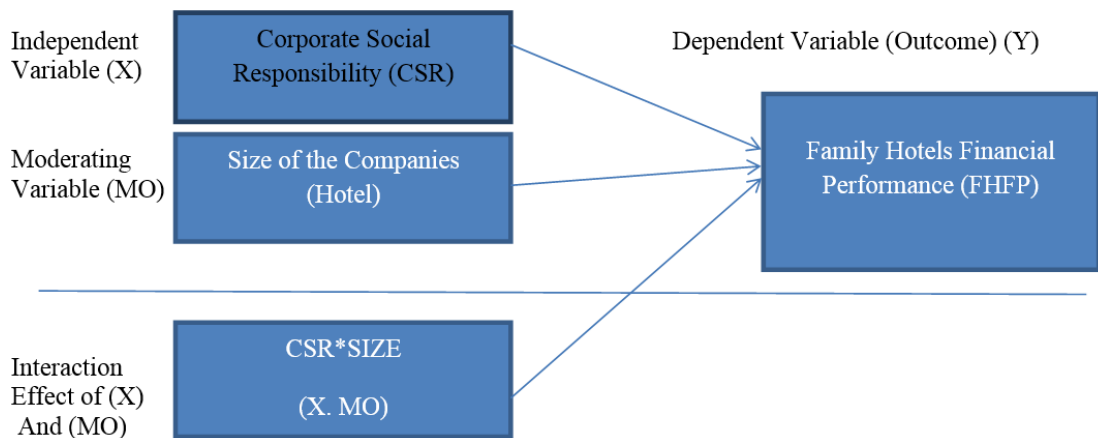 Independent
Variable (X)
Corporate Social
Responsibility (CSR)
Dependent Variable (Outcome) (Y)
Moderating
Variable (MO)
Size of the Companies
(Hotel)
Family Hotels Financial
Performance (FHFP)
Interaction
Effect of (X)
And (MO)
CSR*SIZE
(X. MO)